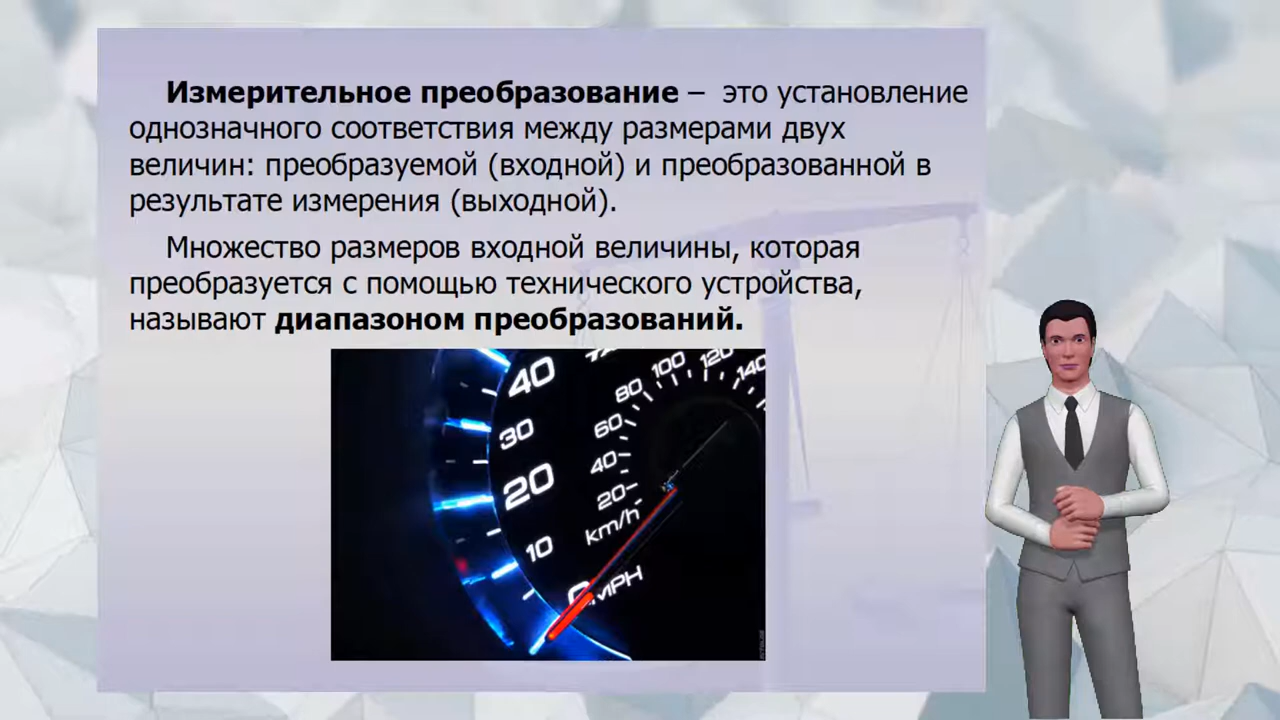 Измерительное преобразование – это установление
однозначного соответствия между размерами двух
величин: преобразуемой (входной) и преобразованной в
результате измерения (выходной).
Множество размеров входной величины, которая
преобразуется с помощью технического устройства,
называют диапазоном преобразований.
40
30
20
10
0
MPH
140
120
100
80
60
40
20
km/h